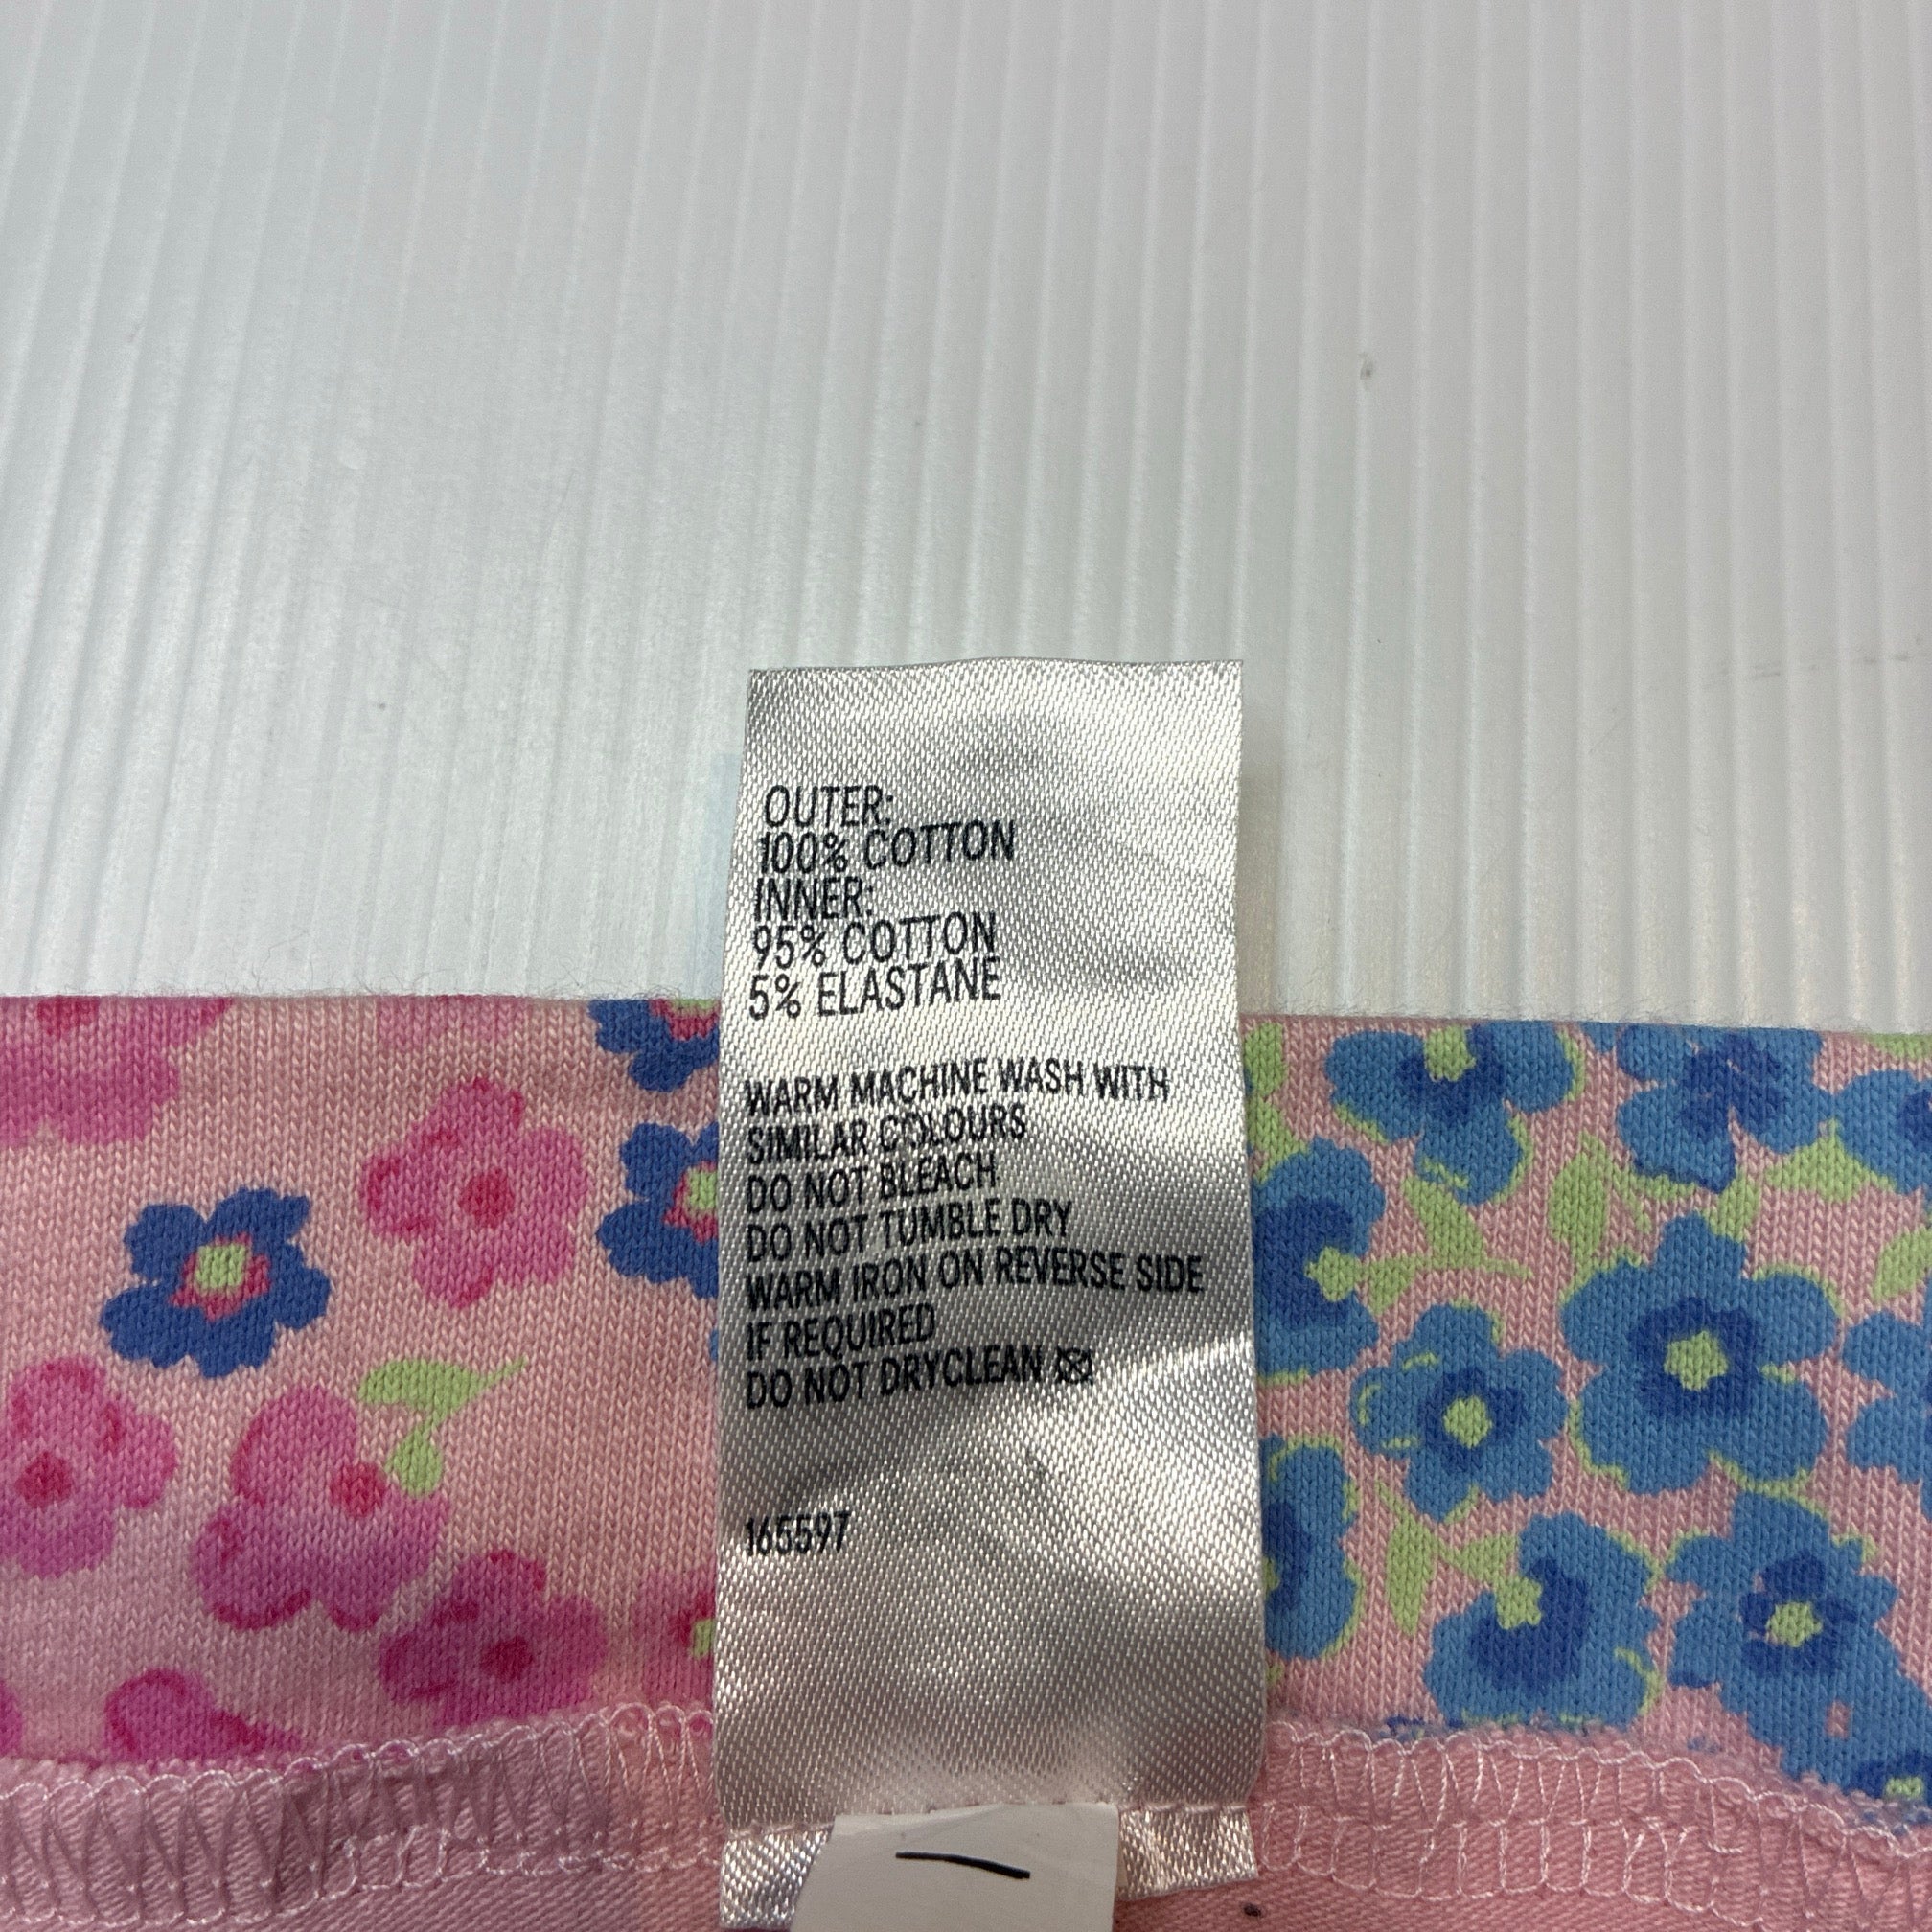 OUTER:
100% COTTON
INNER:
95% COTTON
5% ELASTANE
WARM MACHINE WASH WITH
SIMILAR COLOURS
DO NOT BLEACH
DO NOT TUMBLE DRY
WARM IRON ON REVERSE SIDE
IF REQUIRED
DO NOT DRYCLEAN
165597